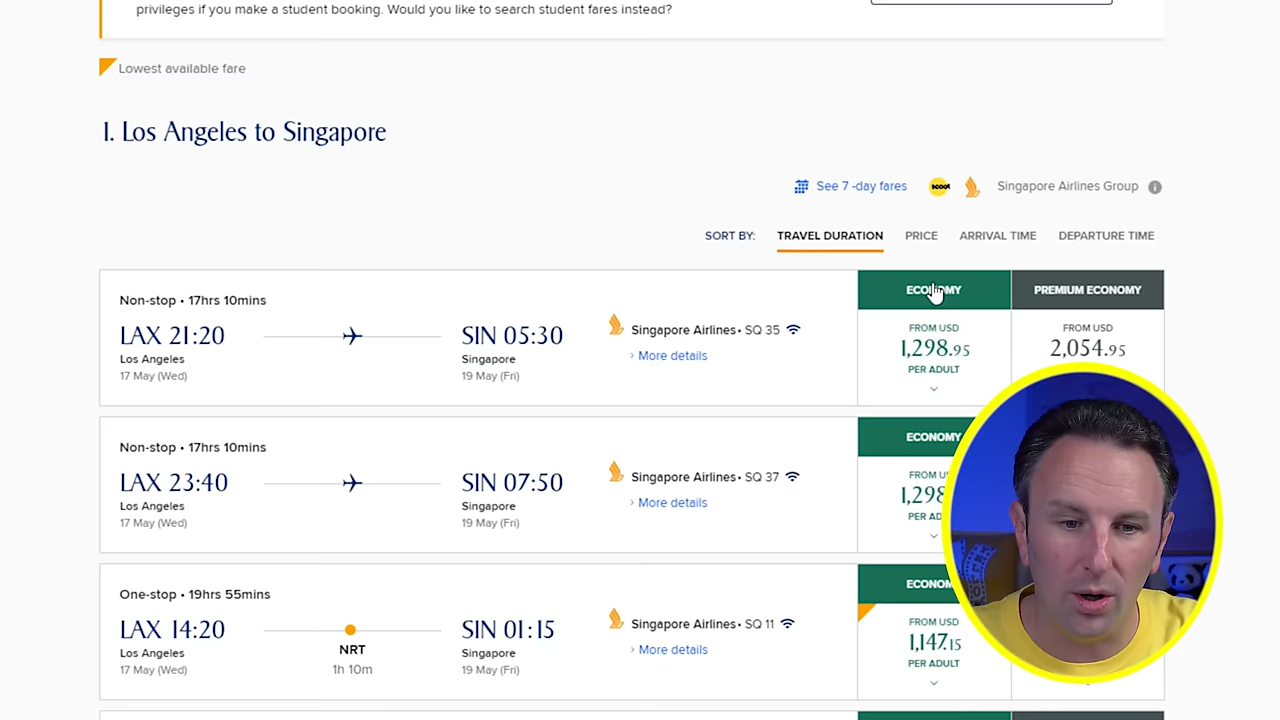 privileges if you make a student booking. Would you like to search student fares instead?
Lowest available fare
1. Los Angeles to Singapore
See 7 -day fares
scoot
Singapore Airlines Group
SORT BY: TRAVEL DURATION PRICE ARRIVAL TIME DEPARTURE TIME
Non-stop • 17hrs 10mins
LAX 21:20
Los Angeles
17 May (Wed)
SIN 05:30
Singapore
19 May (Fri)
Singapore Airlines • SQ 35
More details
ECONOMY
FROM USD
1,298.95
PER ADULT
PREMIUM ECONOMY
FROM USD
2,054.95
Non-stop • 17hrs 10mins
LAX 23:40
Los Angeles
17 May (Wed)
SIN 07:50
Singapore
19 May (Fri)
Singapore Airlines • SQ 37
More details
ECONOMY
FROM U
1,298
PER AD
One-stop • 19hrs 55mins
LAX 14:20
Los Angeles
17 May (Wed)
NRT
1h 10m
SIN 01:15
Singapore
19 May (Fri)
Singapore Airlines • SQ 11
More details
ECONOM
FROM USD
1,147.15
PER ADULT